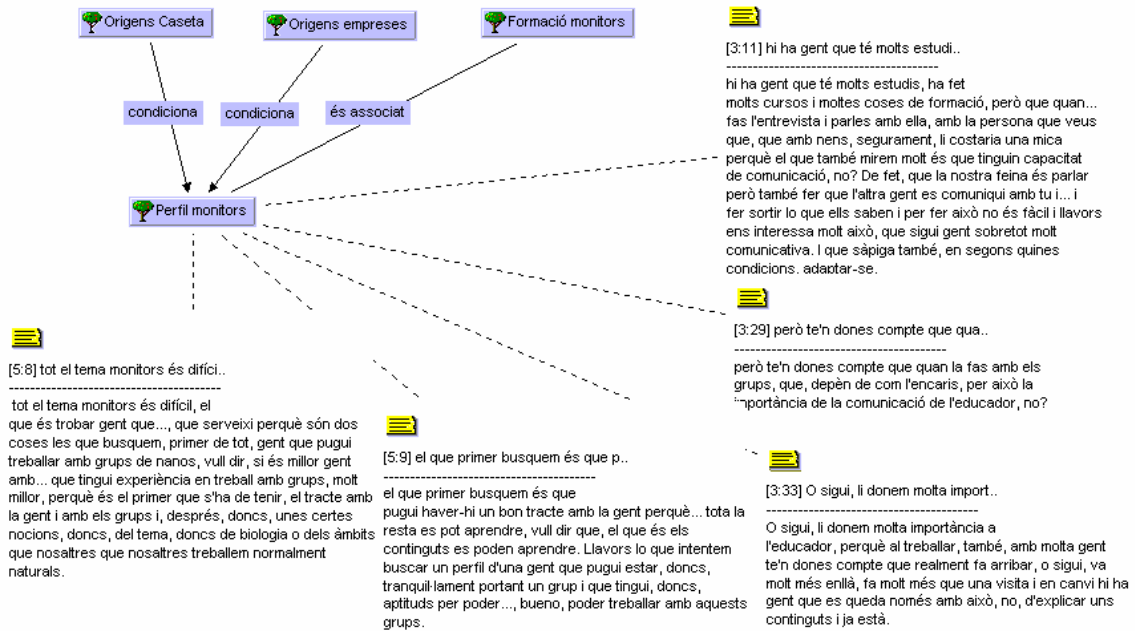 Origens Caseta
Origens empreses
Formació monitors
condiciona
condiciona
és associat
Perfil monitors
[3:11] hi ha gent que té molts estudi..
----------------------------------------
hi ha gent que té molts estudis, ha fet
molts cursos i moltes coses de formació, però que quan...
fas l'entrevista i parles amb ella, amb la persona que veus
que, que amb nens, segurament, li costaria una mica
perquè el que també mirem molt és que tinguin capacitat
de comunicació, no? De fet, que la nostra feina és parlar
però també fer que l'altra gent es comuniqui amb tu i... i
fer sortir lo que ells saben i per fer això no és fàcil i llavors
ens interessa molt això, que sigui gent sobretot molt
comunicativa. I que sàpiga també, en segons quines
condicions, adaptar-se.
[3:29] però te'n dones compte que qua..
----------------------------------------
però te'n dones compte que quan la fas amb els
grups, que, depèn de com l'encaris, per això la
importància de la comunicació de l'educador, no?
[5:8] tot el tema monitors és difíci..
----------------------------------------
tot el tema monitors és difícil, el
que és trobar gent que..., que serveixi perquè són dos
coses les que busquem, primer de tot, gent que pugui
treballar amb grups de nanos, vull dir, si és millor gent
amb... que tingui experiència en treball amb grups, molt
millor, perquè és el primer que s'ha de tenir, el tracte amb
la gent i amb els grups i, després, doncs, unes certes
nocions, doncs, del tema, doncs de biologia o dels àmbits
que nosaltres que nosaltres treballem normalment
naturals.
[5:9] el que primer busquem és que p..
----------------------------------------
el que primer busquem és que
pugui haver-hi un bon tracte amb la gent perquè... tota la
resta es pot aprendre, vull dir que, el que és els
continguts es poden aprendre. Llavors lo que intentem
buscar un perfil d'una gent que pugui estar, doncs,
tranquil·lament portant un grup i que tingui, doncs,
aptituds per poder..., bueno, poder treballar amb aquests
grups.
[3:33] O sigui, li donem molta import..
----------------------------------------
O sigui, li donem molta importància a
l'educador, perquè al treballar, també, amb molta gent
te'n dones compte que realment fa arribar, o sigui, va
molt més enllà, fa molt més que una visita i en canvi hi ha
gent que es queda només amb això, no, d'explicar uns
continguts i ja està.